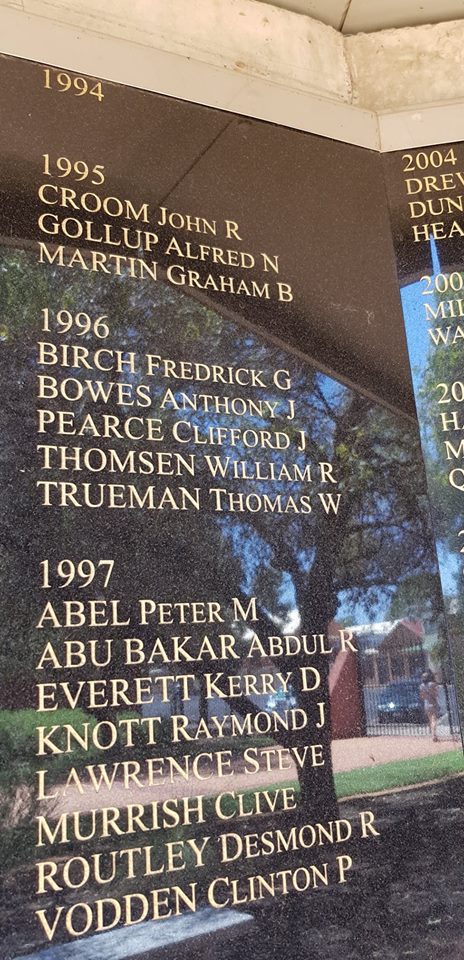 1994
1995
CROOM JOHN R
GOLLUP ALFRED N
MARTIN GRAHAM B
1996
BIRCH FREDRICK G
BOWES ANTHONY J
PEARCE CLIFFORD J
THOMSEN WILLIAM R
TRUEMAN THOMAS W
1997
ABEL PETER M
ABU BAKAR ABDUL R
EVERETT KERRY D
KNOTT RAYMOND J
LAWRENCE STEVE
MURRISH CLIVE
ROUTLEY DESMOND R
VODDEN CLINTON P
2004